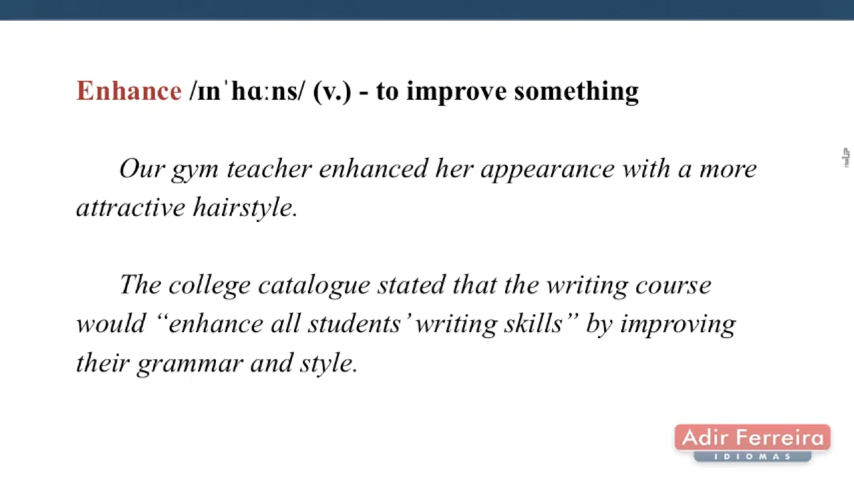 Enhance /ɪnˈhɑːns/ (v.) - to improve something
Our gym teacher enhanced her appearance with a more
attractive hairstyle.
The college catalogue stated that the writing course
would “enhance all students’ writing skills” by improving
their grammar and style.
Adir Ferreira
IDIOMAS